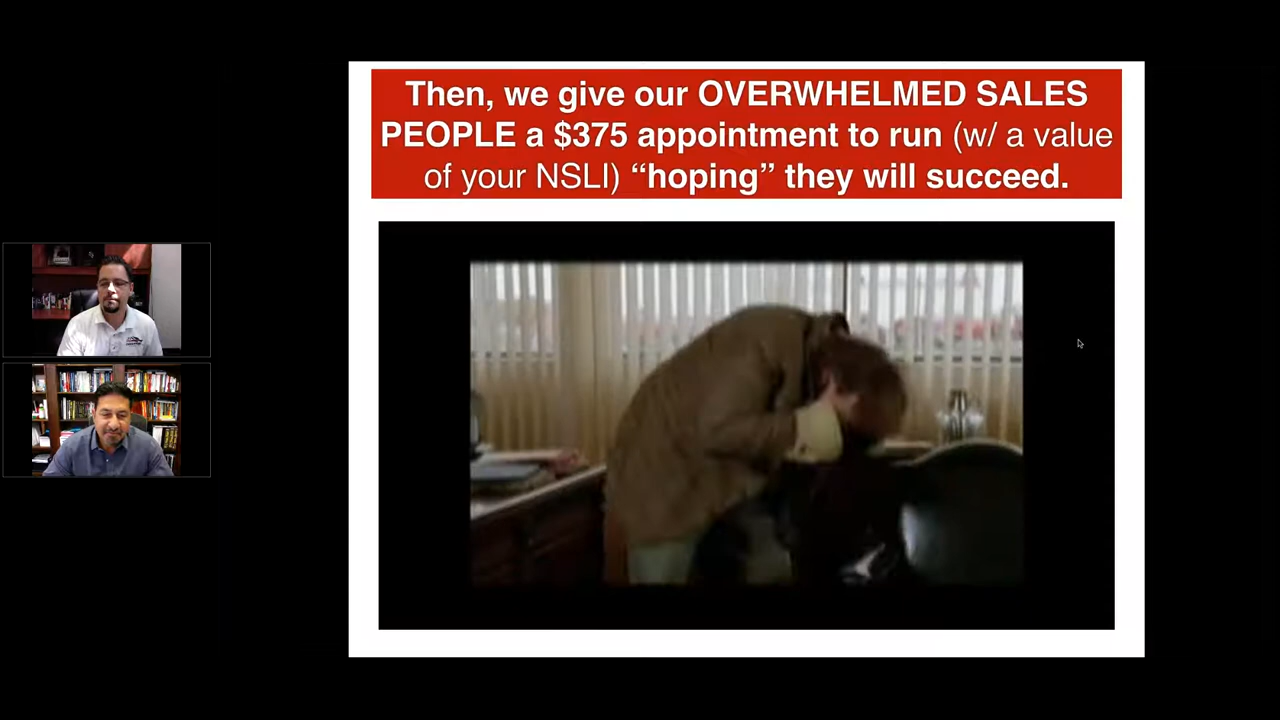 Then, we give our OVERWHELMED SALES
PEOPLE a $375 appointment to run (w/ a value
of your NSLI) “hoping” they will succeed.